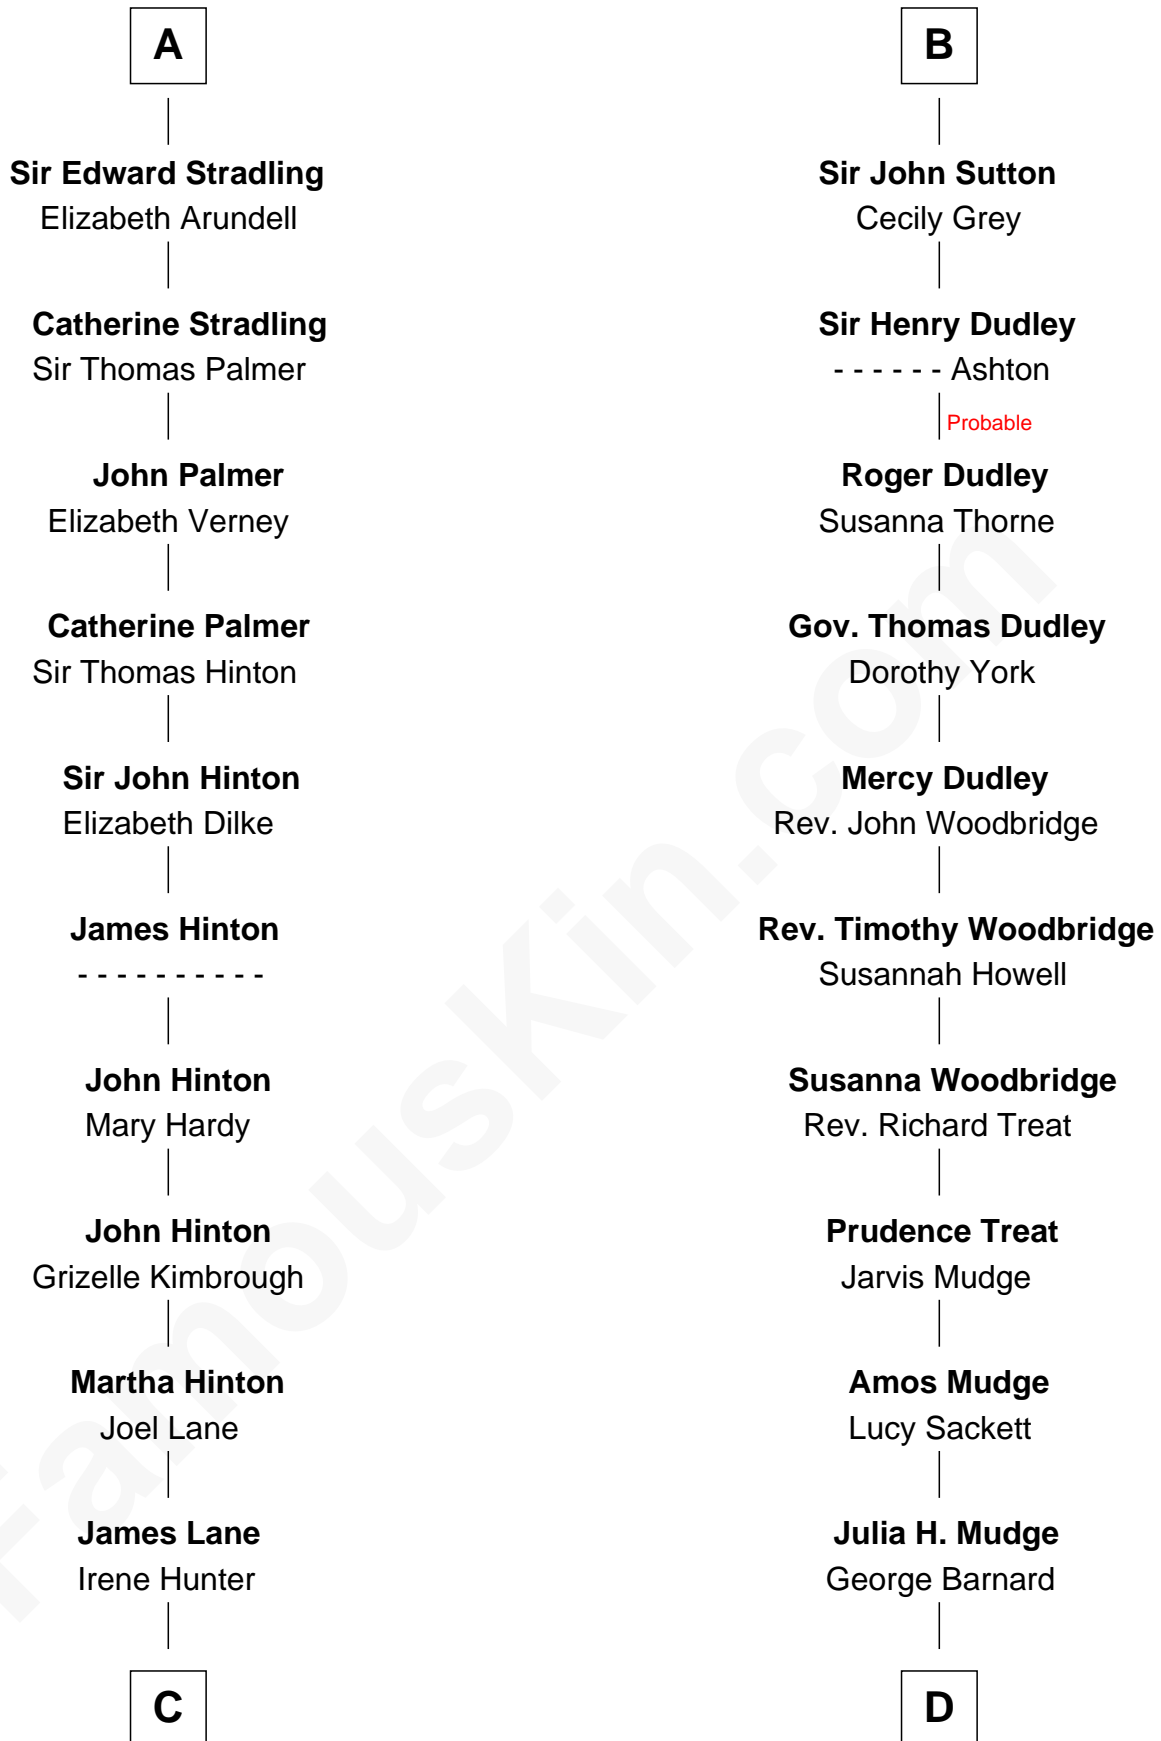 A
Sir Edward Stradling
Elizabeth Arundell
Catherine Stradling
Sir Thomas Palmer
John Palmer
Elizabeth Verney
Catherine Palmer
Sir Thomas Hinton
Sir John Hinton
Elizabeth Dilke
James Hinton
- - - - - - - - - -
John Hinton
Mary Hardy
John Hinton
Grizelle Kimbrough
Martha Hinton
Joel Lane
James Lane
Irene Hunter
C
B
Sir John Sutton
Cecily Grey
Sir Henry Dudley
- - - - - - Ashton
Probable
Roger Dudley
Susanna Thorne
Gov. Thomas Dudley
Dorothy York
Mercy Dudley
Rev. John Woodbridge
Rev. Timothy Woodbridge
Susannah Howell
Susanna Woodbridge
Rev. Richard Treat
Prudence Treat
Jarvis Mudge
Amos Mudge
Lucy Sackett
Julia H. Mudge
George Barnard
D
FamousKin.com